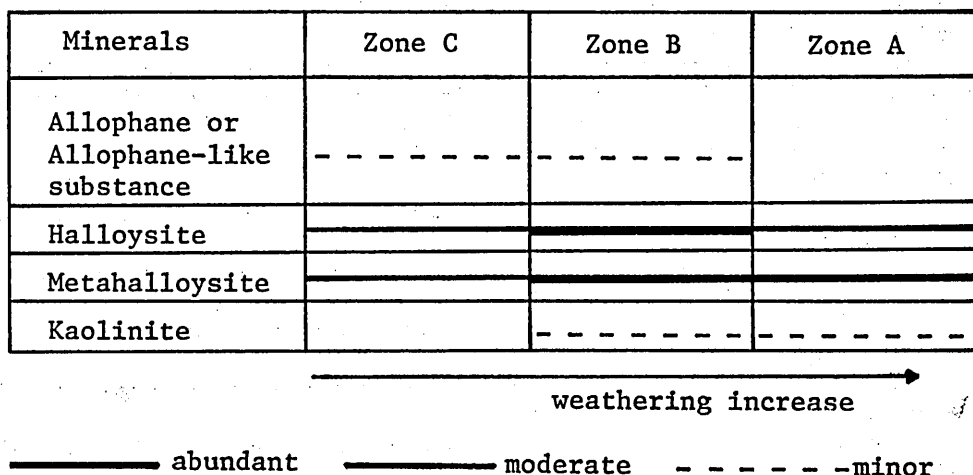 Minerals Zone C Zone B Zone A
Allophane or
Allophane-like
substance
Halloysite
Metahalloysite
Kaolinite
weathering increase
abundant moderate minor